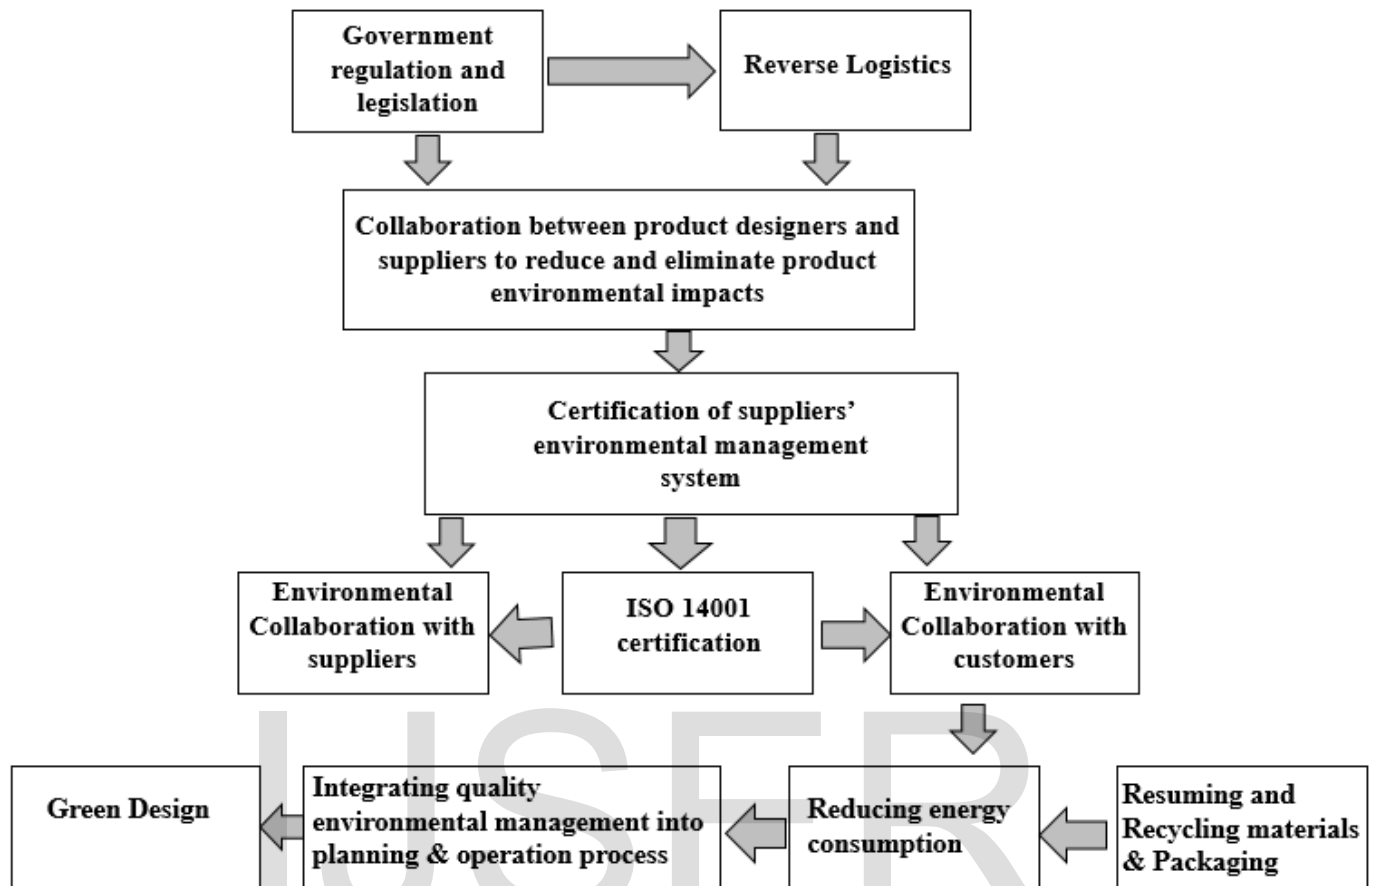 Government
regulation and
legislation
Reverse Logistics
Collaboration between product designers and
suppliers to reduce and eliminate product
environmental impacts
Certification of suppliers’
environmental management
system
Environmental
Collaboration with
suppliers
ISO 14001
certification
Environmental
Collaboration with
customers
Green Design
Integrating quality
environmental management into
planning & operation process
Reducing energy
consumption
Resuming and
Recycling materials
& Packaging
IJSER